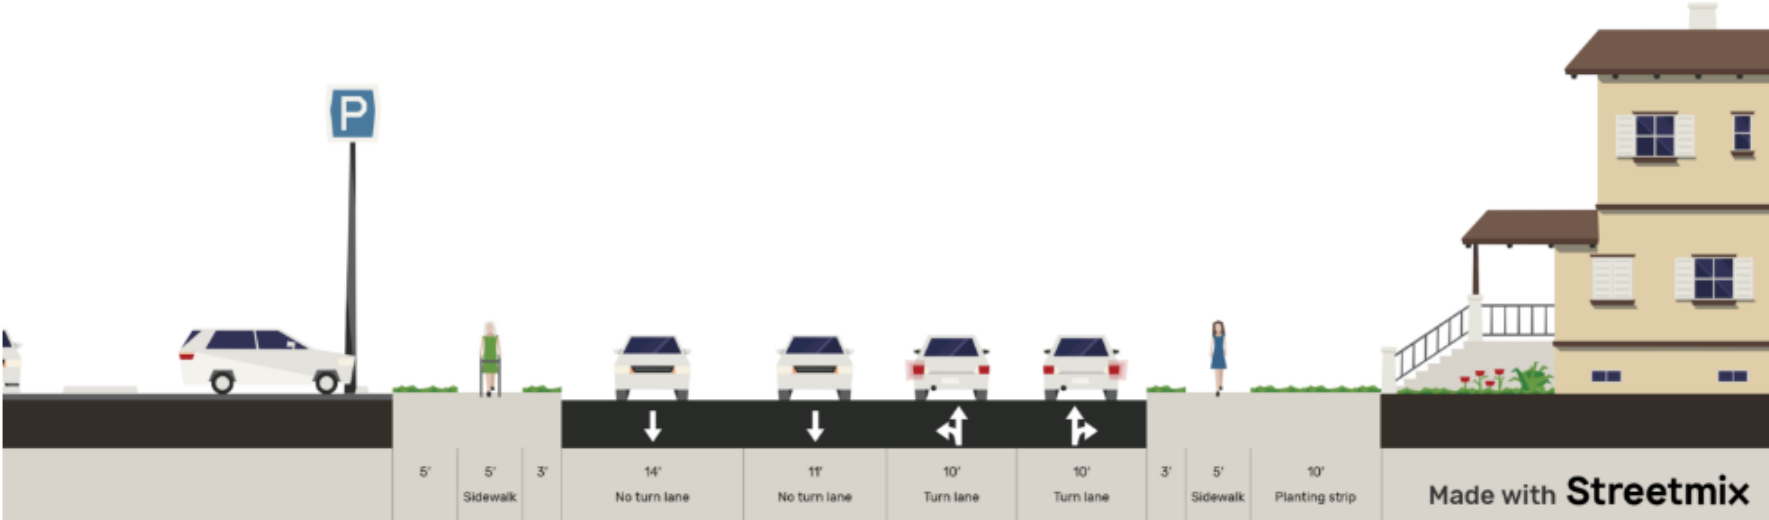 P
5' 5' 3' 14' 11' 10' 10' 3' 5' 10'
Sidewalk No turn lane No turn lane Turn lane Turn lane Sidewalk Planting strip
Made with Streetmix